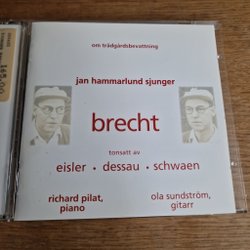 om trädgårdsbevattning
jan hammarlund sjunger
brecht
tonsatt av
eisler • dessau • schwaen
richard pilat,
piano
ola sundström,
gitarr